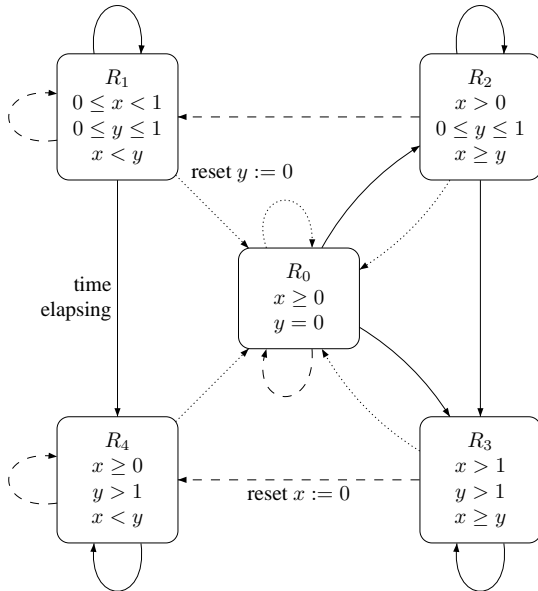 R₁
0 ≤ x < 1
0 ≤ y ≤ 1
x < y
R₂
x > 0
0 ≤ y ≤ 1
x ≥ y
reset y := 0
R₀
x ≥ 0
y = 0
time
elapsing
R₄
x ≥ 0
y > 1
x < y
reset x := 0
R₃
x > 1
y > 1
x ≥ y